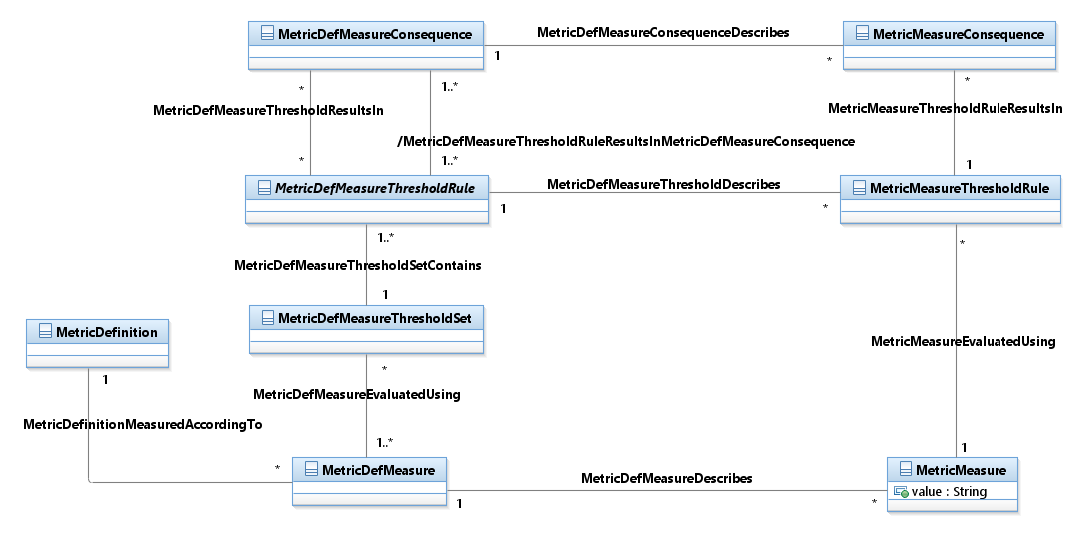 MetricDefMeasureConsequence
MetricDefMeasureConsequenceDescribes
MetricMeasureConsequence
1
*
*
1..*
*
MetricDefMeasureThresholdResultsIn
MetricMeasureThresholdRuleResultsIn
/MetricDefMeasureThresholdRuleResultsInMetricDefMeasureConsequence
*
1..*
1
MetricDefMeasureThresholdRule
MetricDefMeasureThresholdDescribes
MetricMeasureThresholdRule
1
*
1..*
*
MetricDefMeasureThresholdSetContains
1
MetricDefMeasureThresholdSet
MetricDefinition
MetricMeasureEvaluatedUsing
*
1
MetricDefMeasureEvaluatedUsing
MetricDefinitionMeasuredAccordingTo
1..*
1
*
MetricDefMeasure
MetricDefMeasureDescribes
MetricMeasure
value : String
1
*